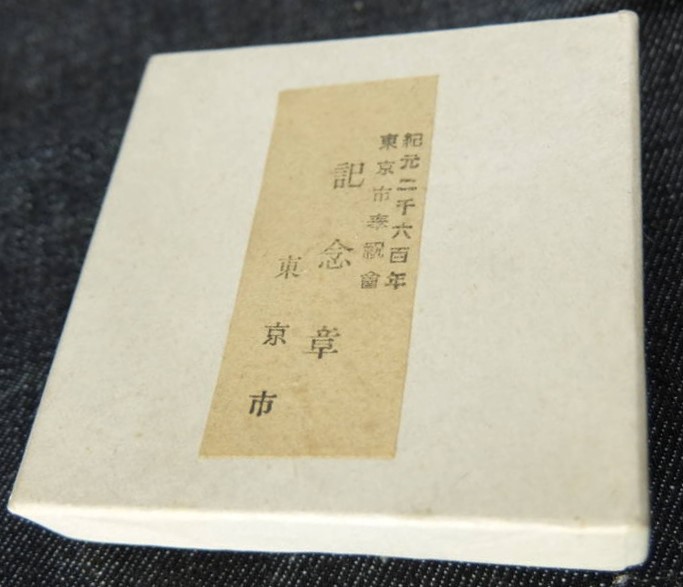 紀元二千六百年
東京市奉祝會
記念章
東京市